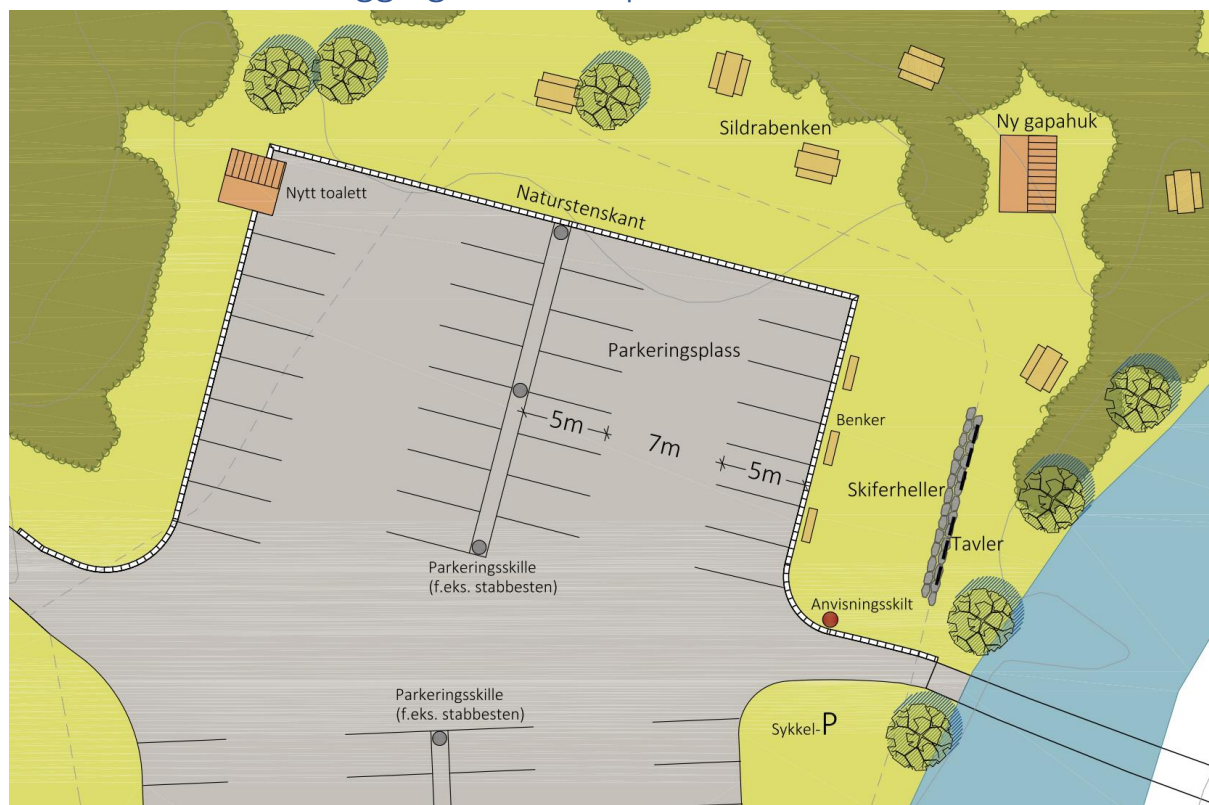 Ny gapahuk
Sildrabenken
Nytt toalett
Naturstenskant
Parkeringsplass
5m
7m
5m
Benker
Skiferheller
Tavler
Parkeringsskille
(f.eks. stabbesten)
Anvisningsskilt
Parkeringsskille
(f.eks. stabbesten)
Sykkel-P